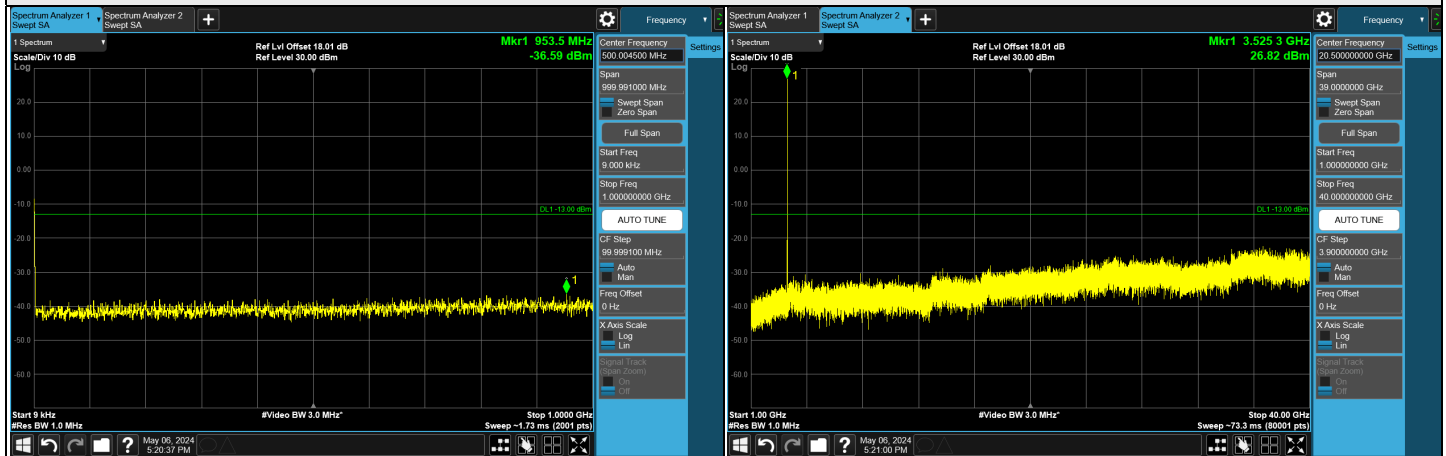 Spectrum Analyzer 1
Swept SA
Spectrum Analyzer 2
Swept SA
Frequency
1 Spectrum
Scale/Div 10 dB
Log
Ref Lvl Offset 18.01 dB
Ref Level 30.00 dBm
Mkr1 953.5 MHz
-36.59 dBm
20.0
10.0
0.00
-10.0
-20.0
-30.0
-40.0
-50.0
-60.0
DL1 -13.00 dBm
1
Start 9 kHz
#Res BW 1.0 MHz
#Video BW 3.0 MHz*
Stop 1.0000 GHz
Sweep ~1.73 ms (2001 pts)
Center Frequency
500.004500 MHz
Settings
Span
999.991000 MHz
Swept Span
Zero Span
Full Span
Start Freq
9.000 kHz
Stop Freq
1.000000000 GHz
AUTO TUNE
CF Step
99.999100 MHz
Auto
Man
Freq Offset
0 Hz
X Axis Scale
Log
Lin
Signal Track
(Span Zoom)
On
Off
?
May 06, 2024
5:20:37 PM
Spectrum Analyzer 1
Swept SA
Spectrum Analyzer 2
Swept SA
Frequency
1 Spectrum
Scale/Div 10 dB
Log
Ref Lvl Offset 18.01 dB
Ref Level 30.00 dBm
Mkr1 3.525 3 GHz
26.82 dBm
1
20.0
10.0
0.00
-10.0
-20.0
-30.0
-40.0
-50.0
-60.0
DL1 -13.00 dBm
Start 1.00 GHz
#Res BW 1.0 MHz
#Video BW 3.0 MHz*
Stop 40.00 GHz
Sweep ~73.3 ms (80001 pts)
Center Frequency
20.500000000 GHz
Settings
Span
39.0000000 GHz
Swept Span
Zero Span
Full Span
Start Freq
1.000000000 GHz
Stop Freq
40.000000000 GHz
AUTO TUNE
CF Step
3.900000000 GHz
Auto
Man
Freq Offset
0 Hz
X Axis Scale
Log
Lin
Signal Track
(Span Zoom)
On
Off
?
May 06, 2024
5:21:00 PM